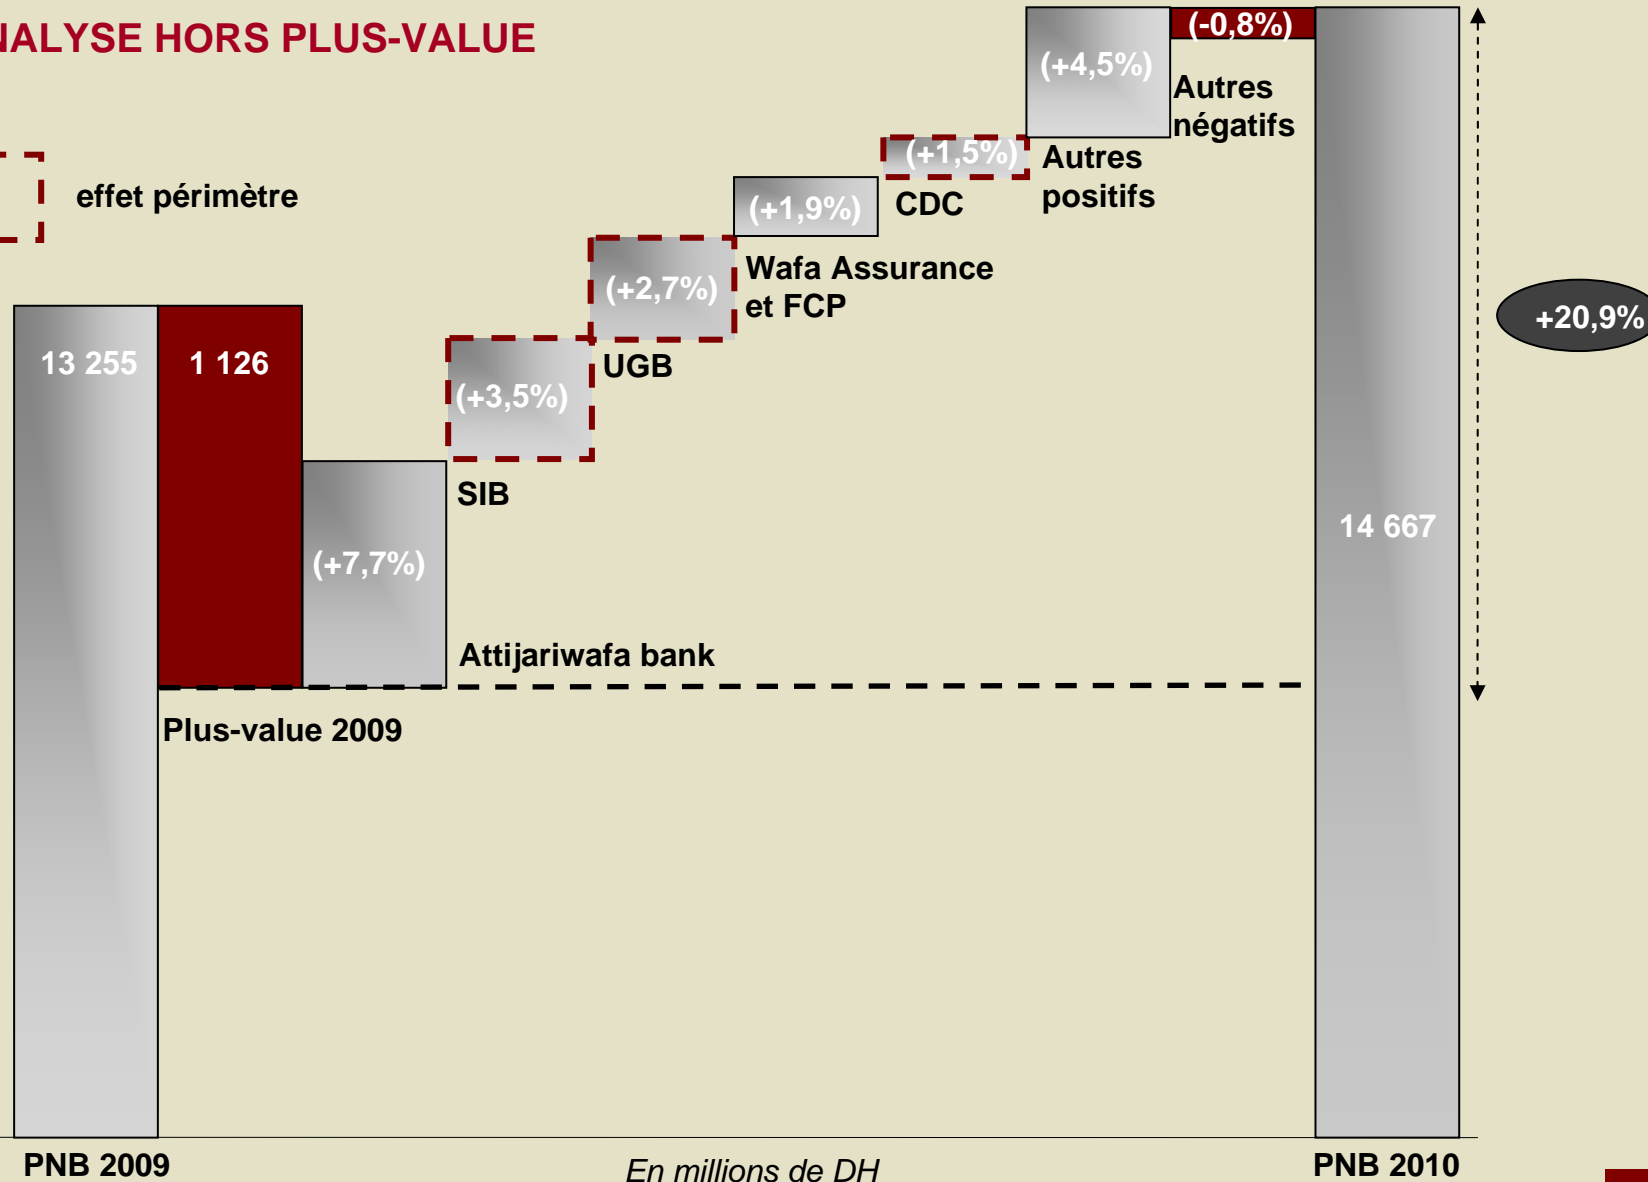 NALYSE HORS PLUS-VALUE
effet périmètre
13 255
1 126
Plus-value 2009
(+7,7%)
Attijariwafa bank
(+3,5%)
SIB
(+2,7%)
UGB
(+1,9%)
Wafa Assurance
et FCP
(+1,5%)
CDC
(+4,5%)
Autres
positifs
(-0,8%)
Autres
négatifs
14 667
+20,9%
PNB 2009
En millions de DH
PNB 2010